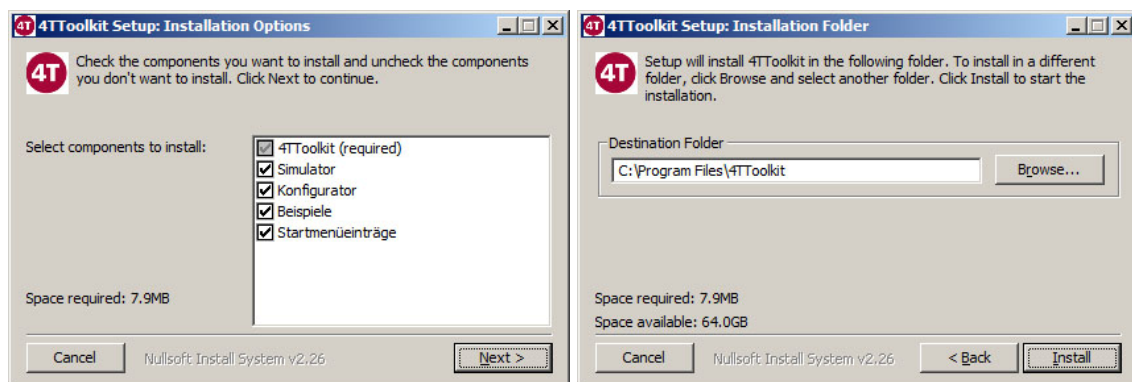 4T 4TToolkit Setup: Installation Options
4T
Check the components you want to install and uncheck the components
you don't want to install. Click Next to continue.
Select components to install:
4TToolkit (required)
Simulator
Konfigurator
Beispiele
Startmenüeinträge
Space required: 7.9MB
Cancel
Nullsoft Install System v2.26
Next >
4T 4TToolkit Setup: Installation Folder
4T
Setup will install 4TToolkit in the following folder. To install in a different
folder, click Browse and select another folder. Click Install to start the
installation.
Destination Folder
C:\Program Files\4TToolkit
Browse...
Space required: 7.9MB
Space available: 64.0GB
Cancel
Nullsoft Install System v2.26
< Back
Install